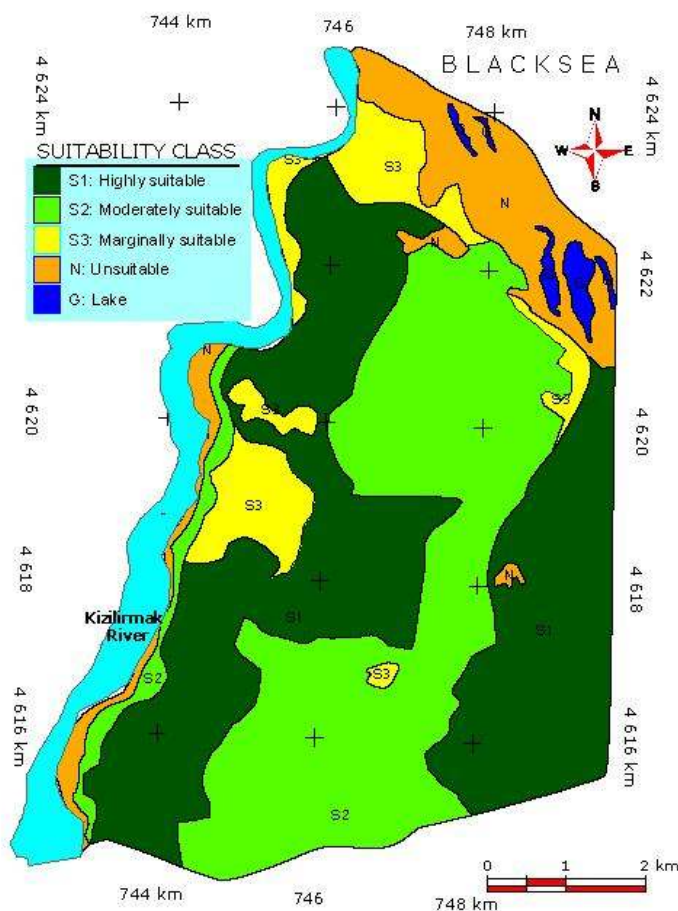 744 km
746
748 km
BLACKSEA
4 624 km
4 624 km
N
W E
S
SUITABILITY CLASS
S1: Highly suitable
S2: Moderately suitable
S3: Marginally suitable
N: Unsuitable
G: Lake
S3
S3
N
N
4 622
N
S3
4 620
4 620
S3
4 618
4 618
N
Kizilirmak
River
S1
S1
S2
S3
4 616 km
4 616 km
S2
0 1 2 km
744 km
746
748 km